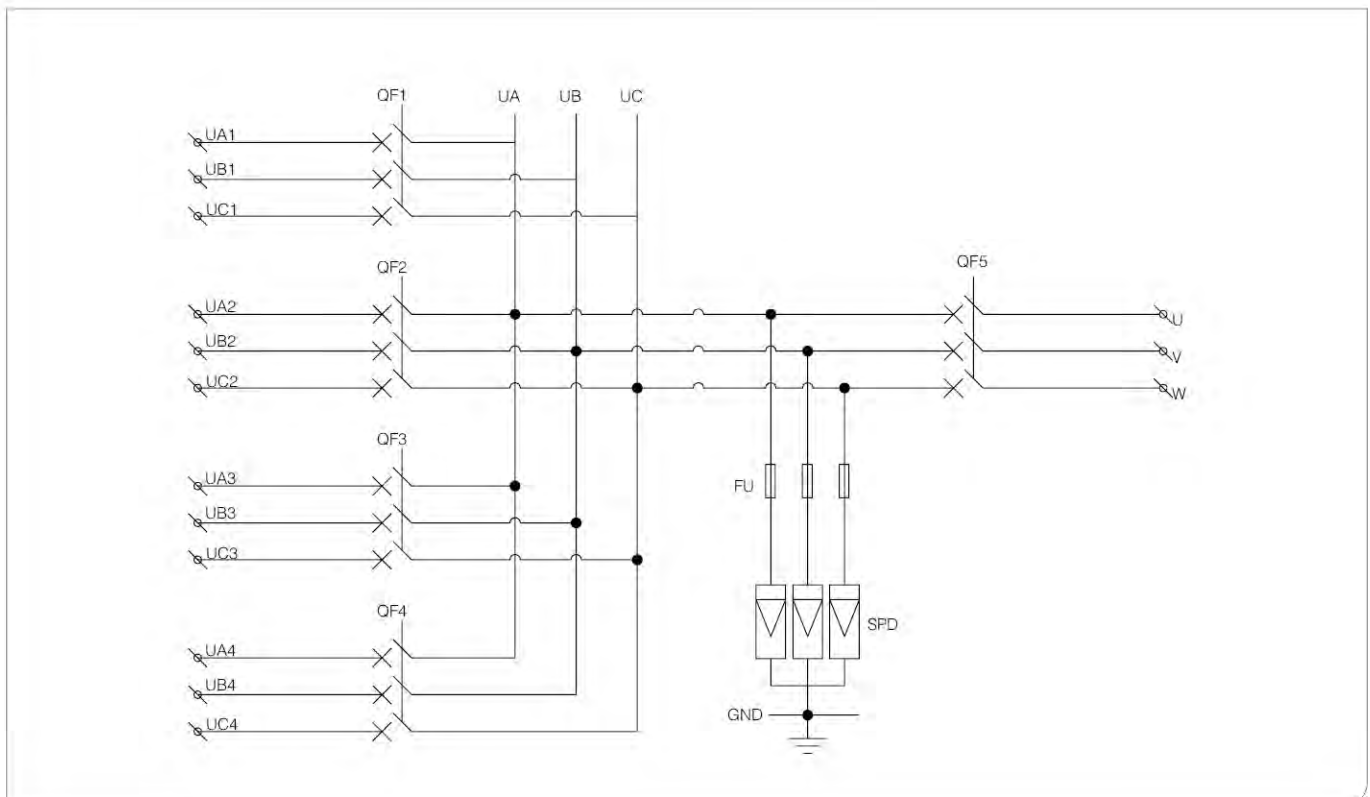 QF1 UA UB UC
UA1
UB1
UC1
QF2 QF5
UA2 U
UB2 V
UC2 W
QF3
UA3 FU
UB3
UC3
QF4
SPD
UA4
UB4
GND
UC4